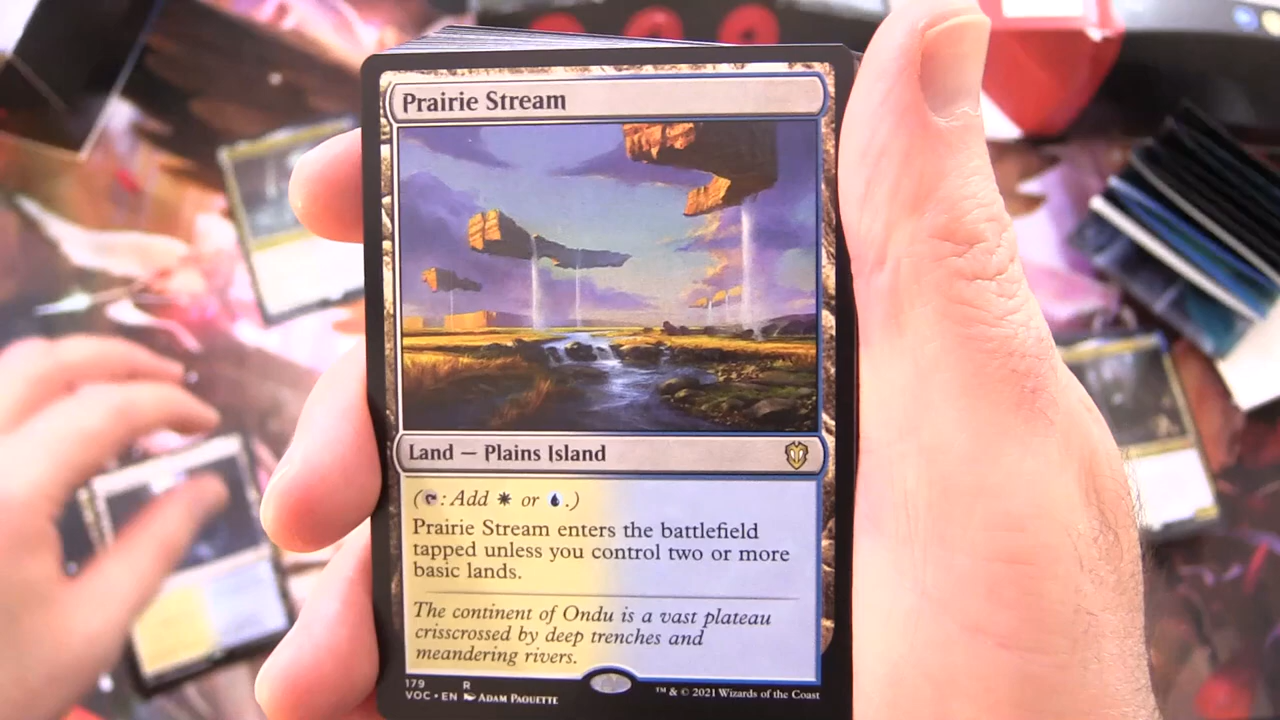 Prairie Stream
Land — Plains Island
( : Add or .)
Prairie Stream enters the battlefield
tapped unless you control two or more
basic lands.
The continent of Ondu is a vast plateau
crisscrossed by deep trenches and
meandering rivers.
179 R
VOC • EN ADAM PAQUETTE
™ & © 2021 Wizards of the Coast